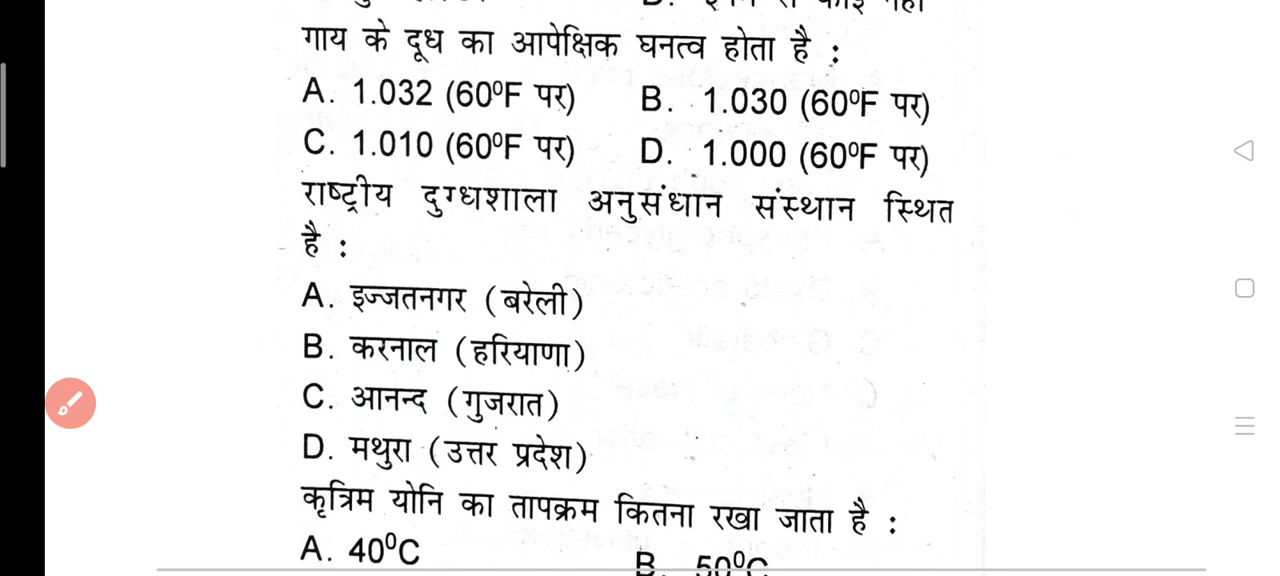 गाय के दूध का आपेक्षिक घनत्व होता है :
A. 1.032 (60⁰F पर) B. 1.030 (60⁰F पर)
C. 1.010 (60⁰F पर) D. 1.000 (60⁰F पर)
राष्ट्रीय दुग्धशाला अनुसंधान संस्थान स्थित
है :
A. इज्जतनगर (बरेली)
B. करनाल (हरियाणा)
C. आनन्द (गुजरात)
D. मथुरा (उत्तर प्रदेश)
कृत्रिम योनि का तापक्रम कितना रखा जाता है :
A. 40⁰C B. 50⁰C